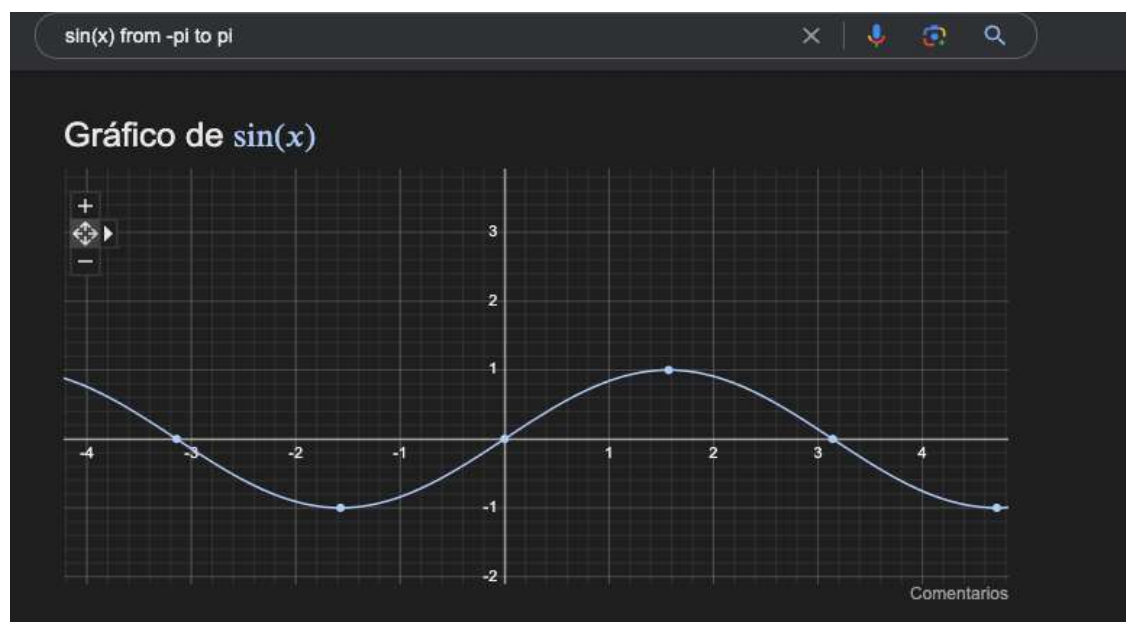 sin(x) from -pi to pi
Gráfico de sin(x)
3
2
1
-4 -3 -2 -1 1 2 3 4
-1
-2
Comentarios